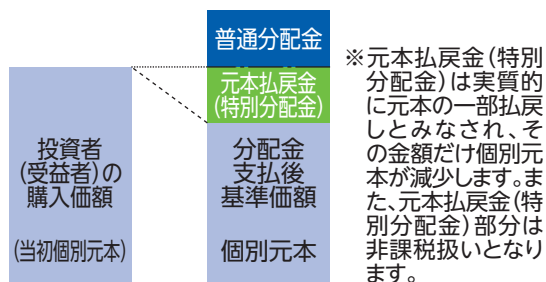 普通分配金
元本払戻金
(特別分配金)
投資者
(受益者)の
購入価額
(当初個別元本)
分配金
支払後
基準価額
個別元本
※元本払戻金(特別
分配金)は実質的
に元本の一部払戻
しとみなされ、そ
の金額だけ個別元
本が減少します。ま
た、元本払戻金(特
別分配金)部分は
非課税扱いとなり
ます。